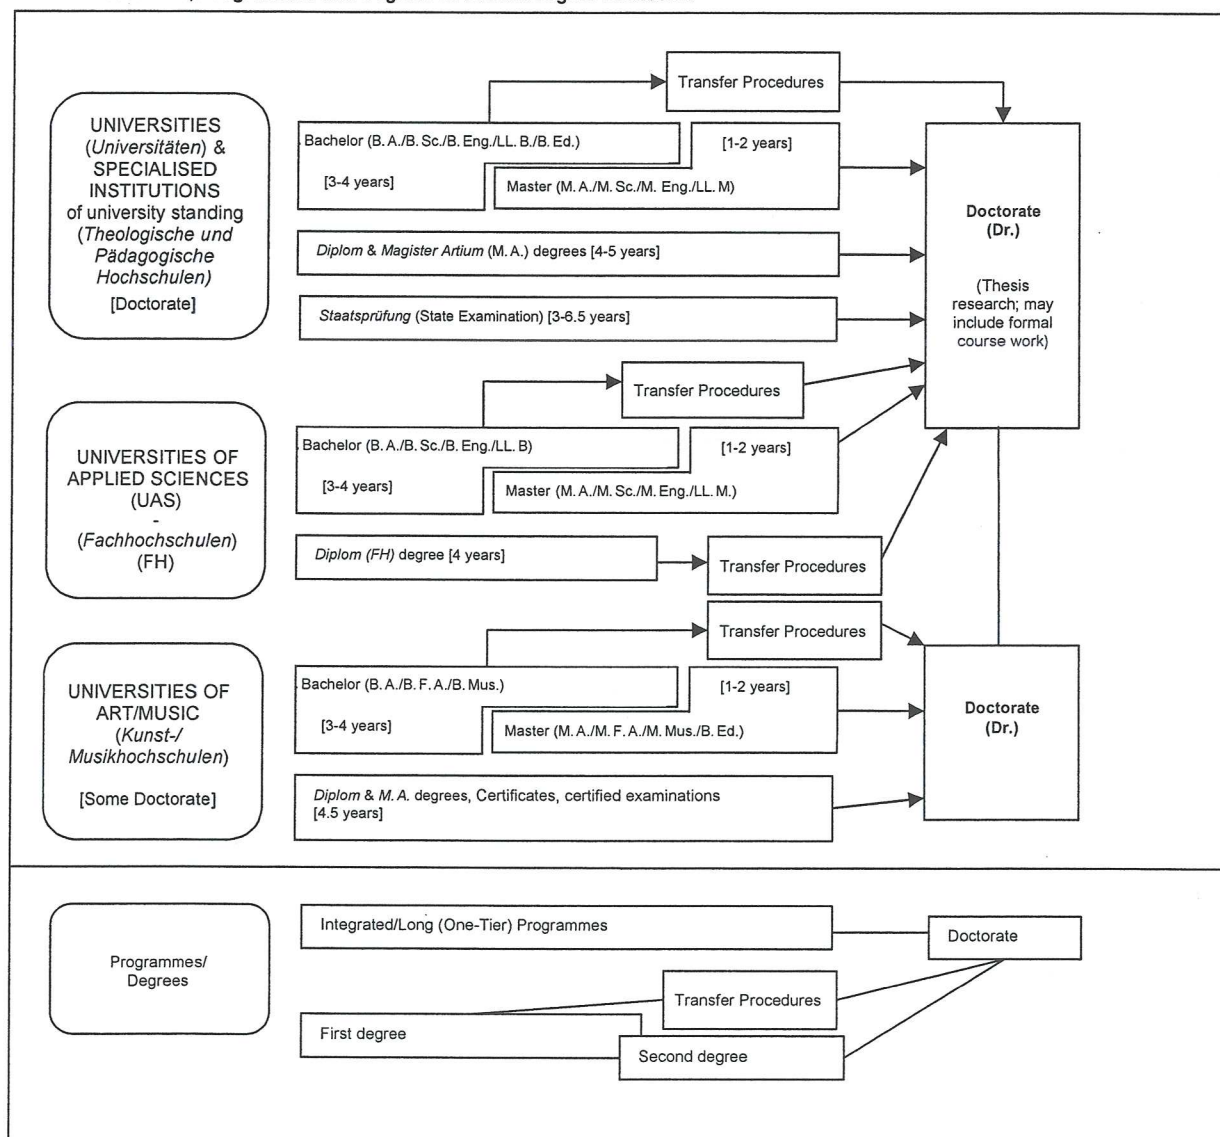 UNIVERSITIES
(Universitäten) &
SPECIALISED
INSTITUTIONS
of university standing
(Theologische und
Pädagogische
Hochschulen)
[Doctorate]
Transfer Procedures
Bachelor (B. A./B. Sc./B. Eng./LL. B./B. Ed.)
[3-4 years]
[1-2 years]
Master (M. A./M. Sc./M. Eng./LL. M)
Diplom & Magister Artium (M. A.) degrees [4-5 years]
Staatsprüfung (State Examination) [3-6.5 years]
Doctorate
(Dr.)
(Thesis
research; may
include formal
course work)
UNIVERSITIES OF
APPLIED SCIENCES
(UAS)
-
(Fachhochschulen)
(FH)
Transfer Procedures
Bachelor (B. A./B. Sc./B. Eng./LL. B)
[3-4 years]
[1-2 years]
Master (M. A./M. Sc./M. Eng./LL. M.)
Diplom (FH) degree [4 years]
Transfer Procedures
UNIVERSITIES OF
ART/MUSIC
(Kunst-/
Musikhochschulen)
[Some Doctorate]
Transfer Procedures
Bachelor (B. A./B. F. A./B. Mus.)
[3-4 years]
[1-2 years]
Master (M. A./M. F. A./M. Mus./B. Ed.)
Diplom & M. A. degrees, Certificates, certified examinations
[4.5 years]
Doctorate
(Dr.)
Programmes/
Degrees
Integrated/Long (One-Tier) Programmes
Doctorate
Transfer Procedures
First degree
Second degree